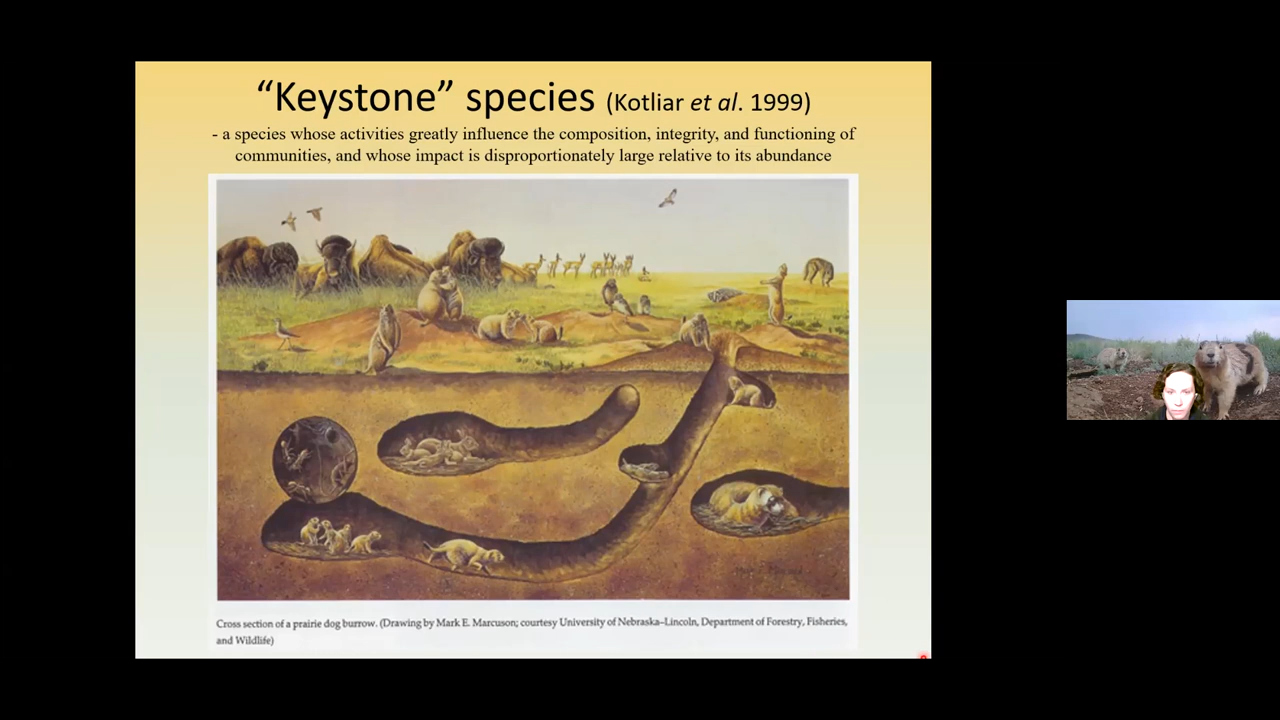 “Keystone” species (Kotliar et al. 1999)
- a species whose activities greatly influence the composition, integrity, and functioning of
communities, and whose impact is disproportionately large relative to its abundance
Cross section of a prairie dog burrow. (Drawing by Mark E. Marcuson; courtesy University of Nebraska–Lincoln, Department of Forestry, Fisheries,
and Wildlife)